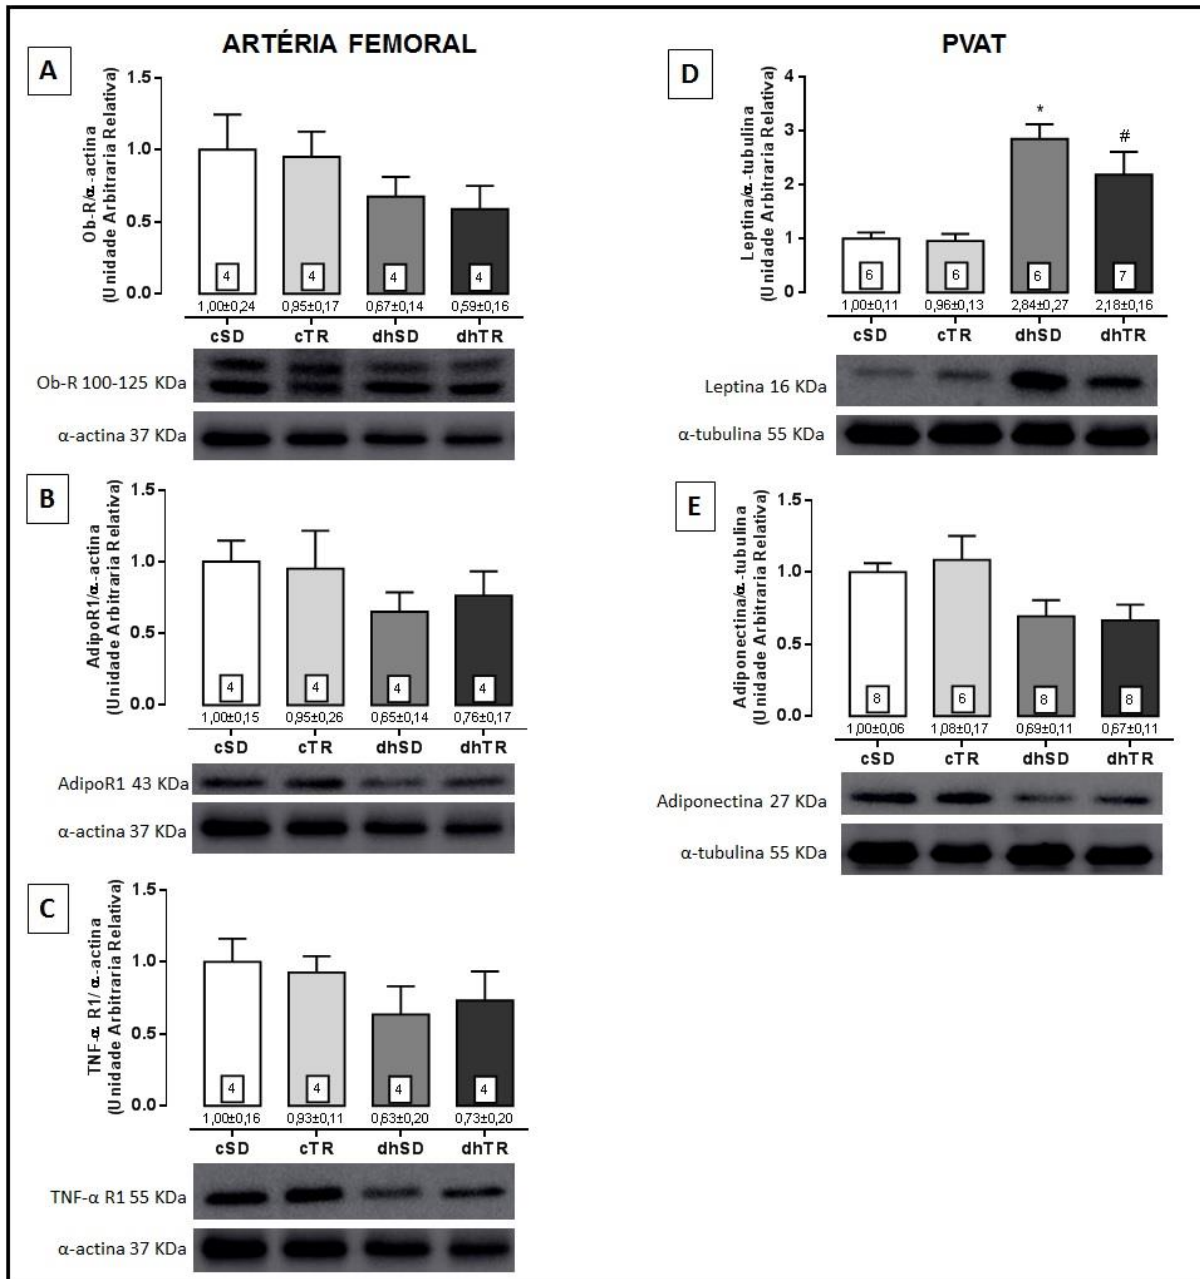 ARTÉRIA FEMORAL
A
Ob-R/α-actina
(Unidade Arbitraria Relativa)
1.5
1.0
0.5
0.0
4 4 4 4
1,00±0,24 0,95±0,17 0,67±0,14 0,59±0,16
cSD cTR dhSD dhTR
Ob-R 100-125 KDa
α-actina 37 KDa
B
AdipoR1/α-actina
(Unidade Arbitraria Relativa)
1.5
1.0
0.5
0.0
4 4 4 4
1,00±0,15 0,95±0,26 0,65±0,14 0,76±0,17
cSD cTR dhSD dhTR
AdipoR1 43 KDa
α-actina 37 KDa
C
TNF-α R1/ α-actina
(Unidade Arbitraria Relativa)
1.5
1.0
0.5
0.0
4 4 4 4
1,00±0,16 0,93±0,11 0,63±0,20 0,73±0,20
cSD cTR dhSD dhTR
TNF-α R1 55 KDa
α-actina 37 KDa
PVAT
D
Leptina/α-tubulina
(Unidade Arbitraria Relativa)
4
3
2
1
0
* #
6 6 6 7
1,00±0,11 0,96±0,13 2,84±0,27 2,18±0,16
cSD cTR dhSD dhTR
Leptina 16 KDa
α-tubulina 55 KDa
E
Adiponectina/α-tubulina
(Unidade Arbitraria Relativa)
1.5
1.0
0.5
0.0
8 6 8 8
1,00±0,06 1,08±0,17 0,69±0,11 0,67±0,11
cSD cTR dhSD dhTR
Adiponectina 27 KDa
α-tubulina 55 KDa